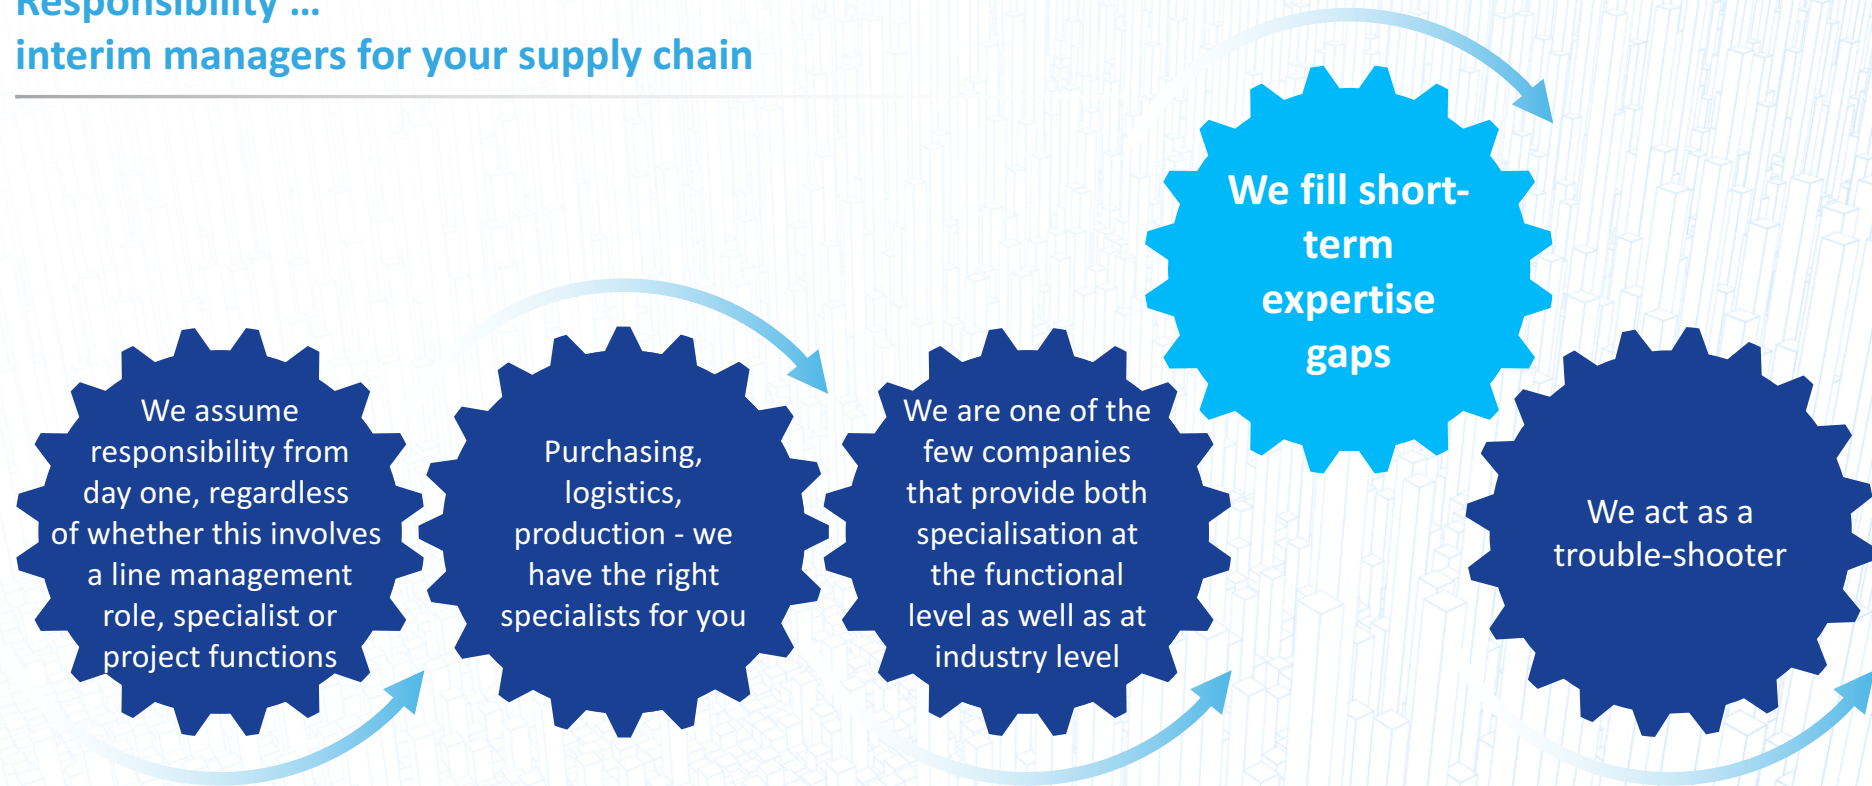 Responsibility ...
interim managers for your supply chain
We assume
responsibility from
day one, regardless
of whether this involves
a line management
role, specialist or
project functions
Purchasing,
logistics,
production - we
have the right
specialists for you
We are one of the
few companies
that provide both
specialisation at
the functional
level as well as at
industry level
We fill short-
term
expertise
gaps
We act as a
trouble-shooter